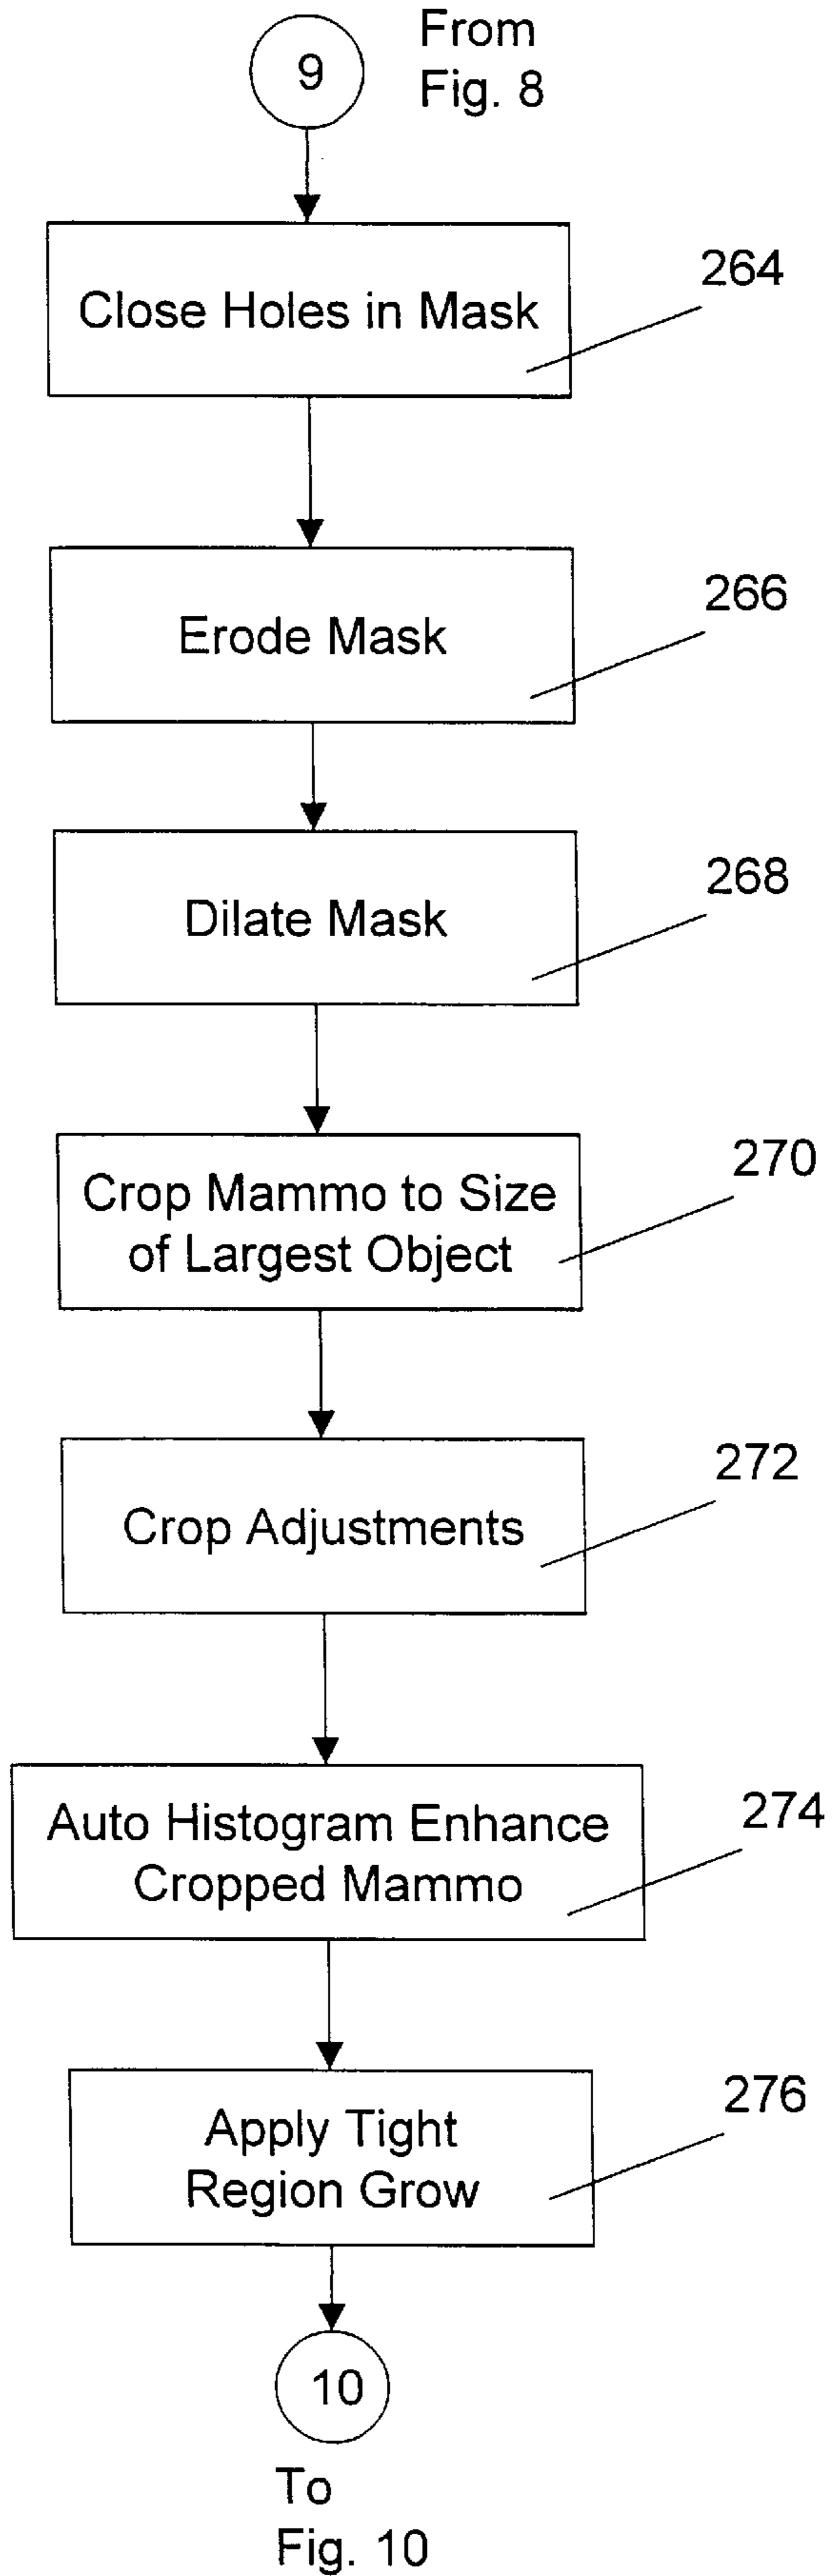 9
From
Fig. 8
Close Holes in Mask
264
Erode Mask
266
Dilate Mask
268
Crop Mammo to Size
of Largest Object
270
Crop Adjustments
272
Auto Histogram Enhance
Cropped Mammo
274
Apply Tight
Region Grow
276
10
To
Fig. 10